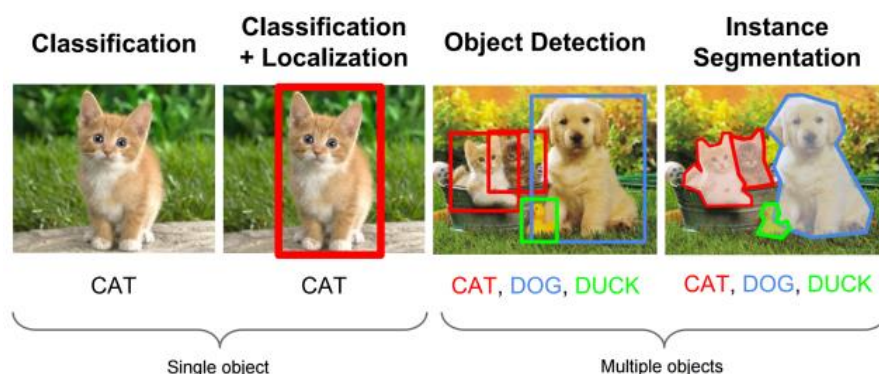 Classification
Classification
+ Localization
Object Detection
Instance
Segmentation
CAT
CAT
CAT, DOG, DUCK
CAT, DOG, DUCK
Single object
Multiple objects